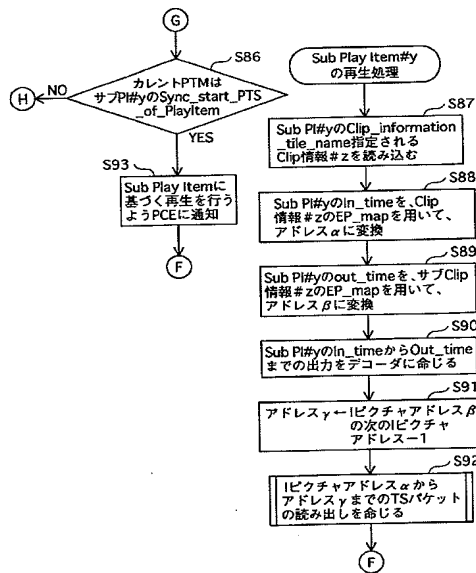 G
S86
カレントPTMは
サブPI#yのSync_start_PTS
_of_PlayItem
NO
H
YES
S93
Sub Play Itemに
基づく再生を行う
ようPCEに通知
F
Sub Play Item#y
の再生処理
S87
Sub PI#yのClip_information
_tile_name指定される
Clip情報#zを読み込む
S88
Sub PI#yのIn_timeを、Clip
情報#zのEP_mapを用いて、
アドレスαに変換
S89
Sub PI#yのout_timeを、サブClip
情報#zのEP_mapを用いて、
アドレスβに変換
S90
Sub PI#yのIn_timeからOut_time
までの出力をデコーダに命じる
S91
アドレスγ←Iピクチャアドレスβ
の次のIピクチャ
アドレス−1
S92
Iピクチャアドレスαから
アドレスγまでのTSパケット
の読み出しを命じる
F